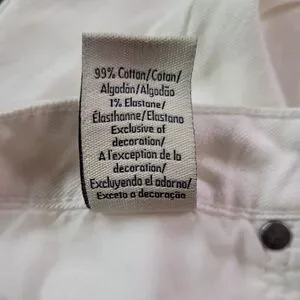 99% Cotton/Coton/
Algodón/Algodão
1% Elastane/
Élasthanne/Elastano
Exclusive of
decoration/
A l'exception de la
decoration/
Excluyendo el adorno/
Exceto a decoração